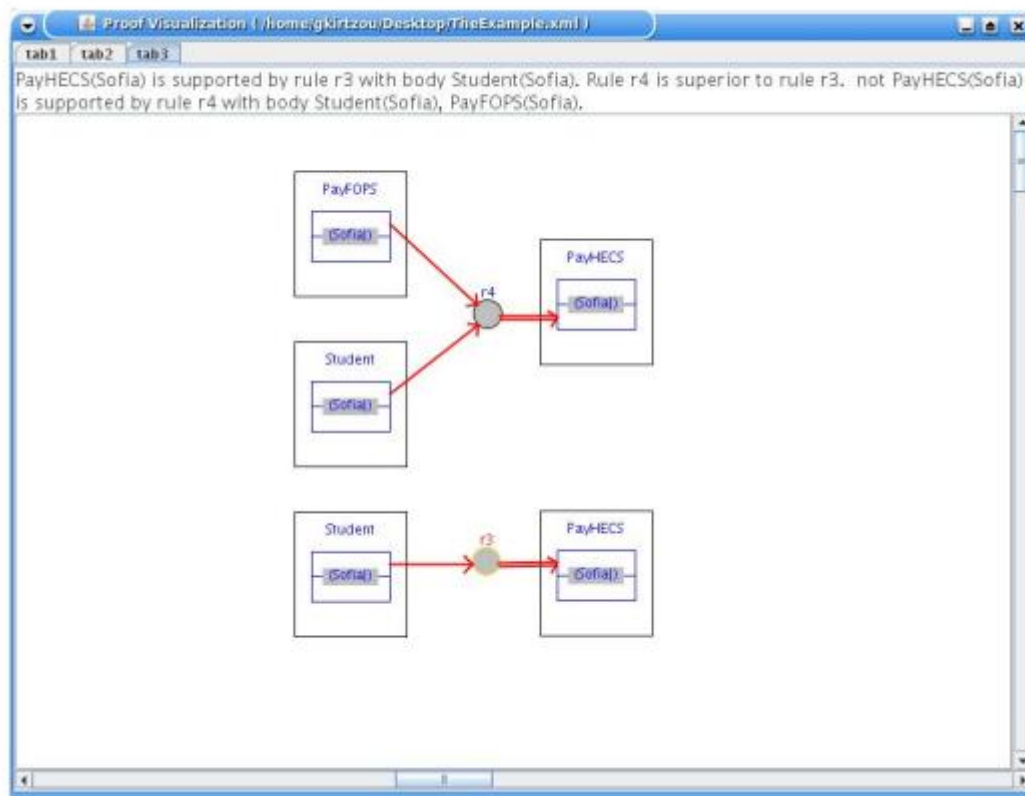 Proof Visualization ( /home/gkirtzou/Desktop/TheExample.xml )
tab1 tab2 tab3
PayHECS(Sofia) is supported by rule r3 with body Student(Sofia). Rule r4 is superior to rule r3. not PayHECS(Sofia)
is supported by rule r4 with body Student(Sofia), PayFOPS(Sofia).
PayFOPS
(Sofia|)
PayHECS
r4
(Sofia|)
Student
(Sofia|)
Student
PayHECS
r3
(Sofia|)
(Sofia|)